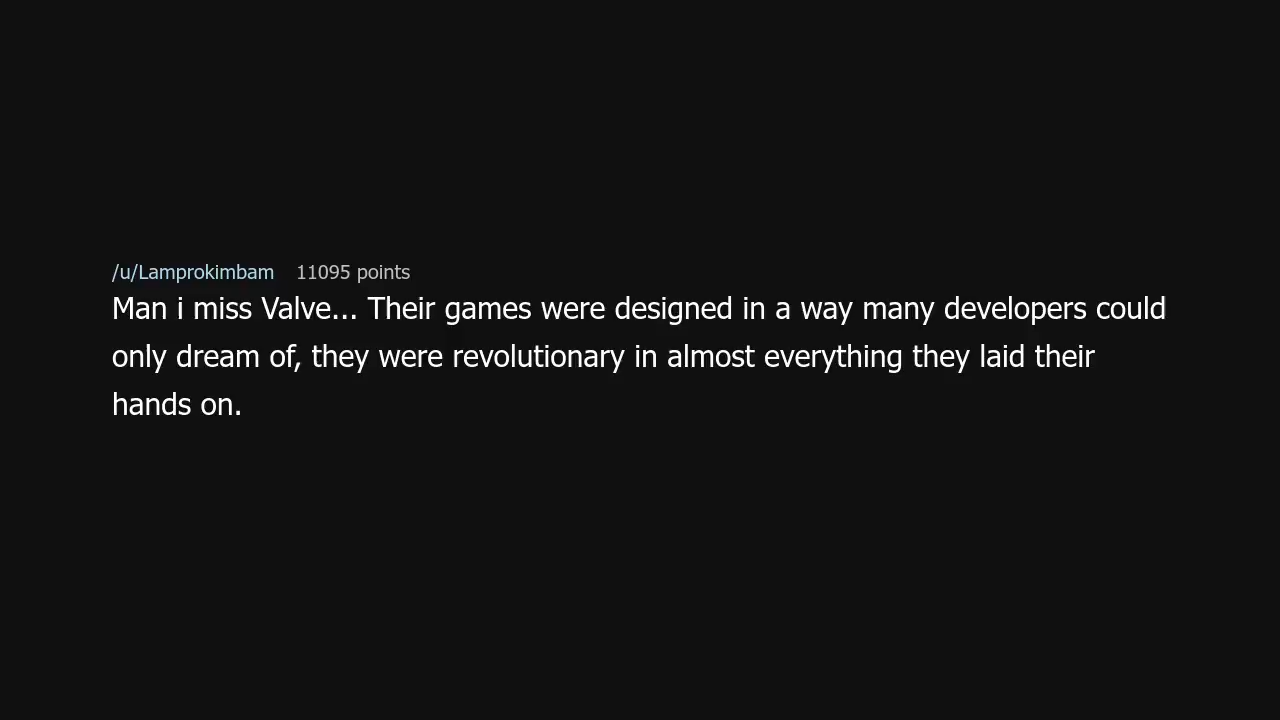 /u/Lamprokimbam 11095 points
Man i miss Valve... Their games were designed in a way many developers could
only dream of, they were revolutionary in almost everything they laid their
hands on.